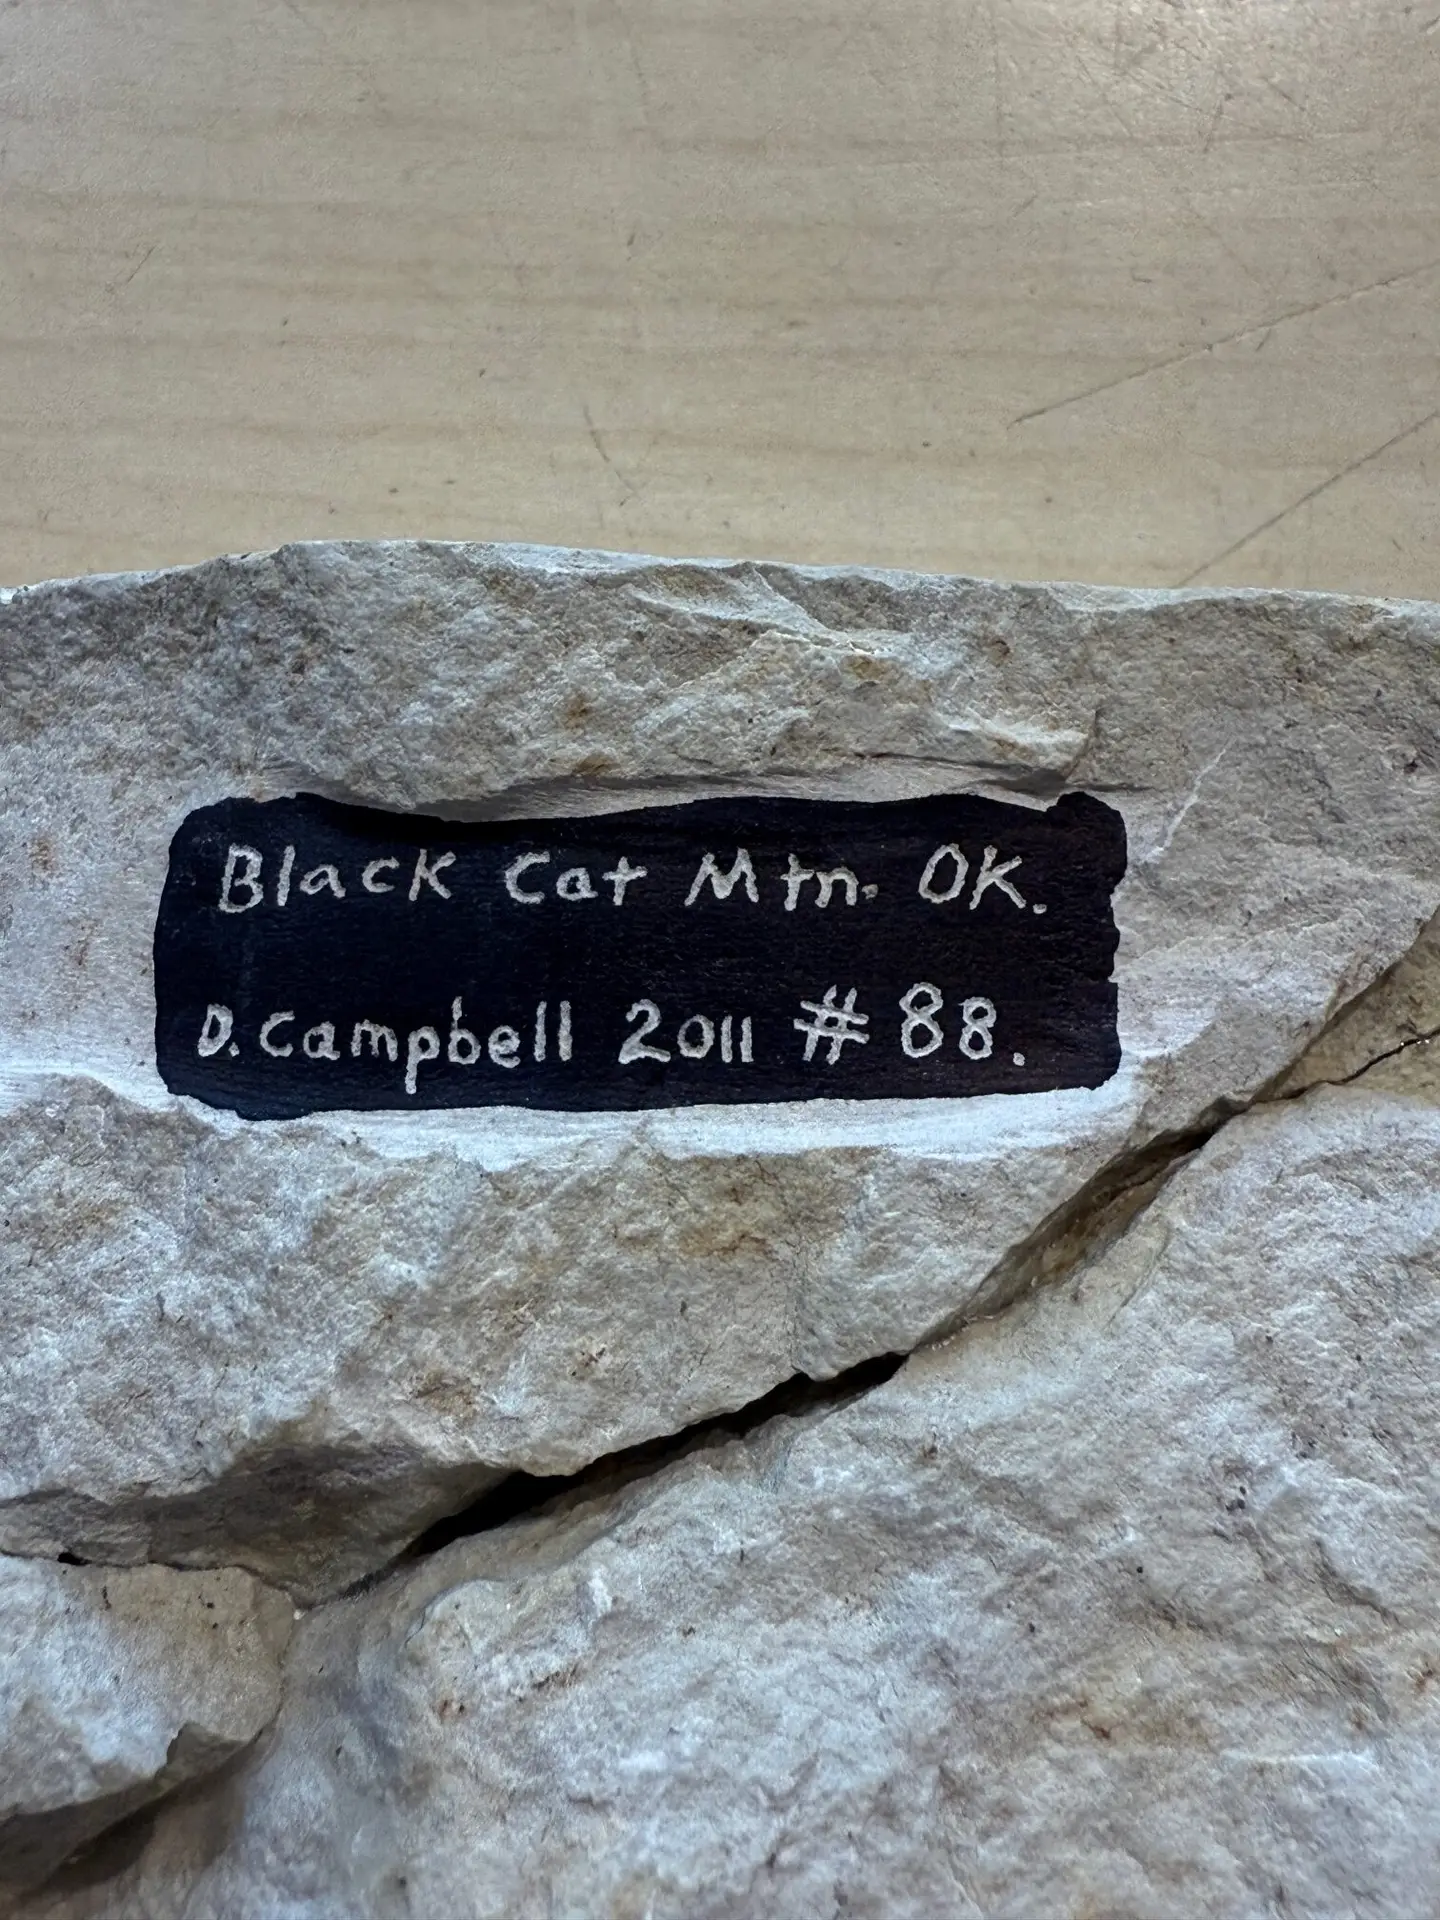 Black Cat Mtn. OK.
D. Campbell 2011 # 88.